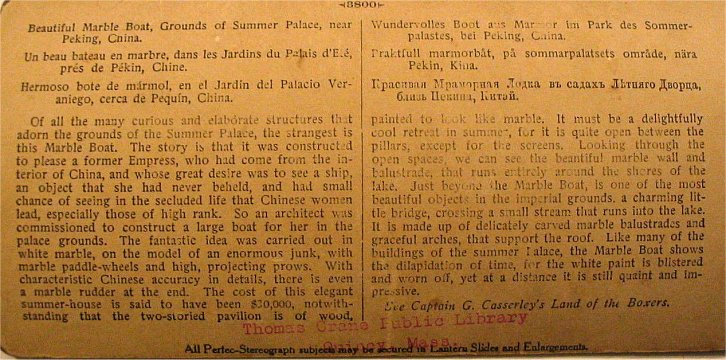 (3800)
Beautiful Marble Boat, Grounds of Summer Palace, near
Peking, China.
Un beau bateau en marbre, dans les Jardins du Palais d'Eté,
prés de Pékin, Chine.
Hermoso bote de mármol, en el Jardin del Palacio Ver-
aniego, cerca de Pequín, China.
Of all the many curious and elaborate structures that
adorn the grounds of the Summer Palace, the strangest is
this Marble Boat. The story is that it was constructed
to please a former Empress, who had come from the in-
terior of China, and whose great desire was to see a ship,
an object that she had never beheld, and had small
chance of seeing in the secluded life that Chinese women
lead, especially those of high rank. So an architect was
commissioned to construct a large boat for her in the
palace grounds. The fantastic idea was carried out in
white marble, on the model of an enormous junk, with
marble paddle-wheels and high, projecting prows. With
characteristic Chinese accuracy in details, there is even
a marble rudder at the end. The cost of this elegant
summer-house is said to have been notwith-
standing that the two-storied pavilion is of wood,
Wundervolles Boot aus Marmor im Park des Sommer-
palastes, bei Peking, China.
Praktfull marmorbåt, på sommarpalatsets område, nära
Pekin, Kina.
Красивая Мраморная Лодка въ садахъ Лѣтняго Дворца,
близъ Пекина, Китай.
painted to look like marble. It must be a delightfully
cool retreat in summer, for it is quite open between the
pillars, except for the screens. Looking through the
open spaces, we can see the beautiful marble wall and
balustrade, that runs entirely around the shores of the
lake. Just beyond the Marble Boat, is one of the most
beautiful objects in the imperial grounds, a charming lit-
tle bridge, crossing a small stream that runs into the lake.
It is made up of delicately carved marble balustrades and
graceful arches, that support the roof. Like many of the
buildings of the summer Palace, the Marble Boat shows
the dilapidation of time, for the white paint is blistered
and worn off, yet at a distance it is still quaint and im-
pressive.
See Captain G. Casserley's Land of the Boxers.
Thomas Crane Public Library
Quincy, Mass.
All Perfec-Stereograph subjects may be secured in Lantern Slides and Enlargements.